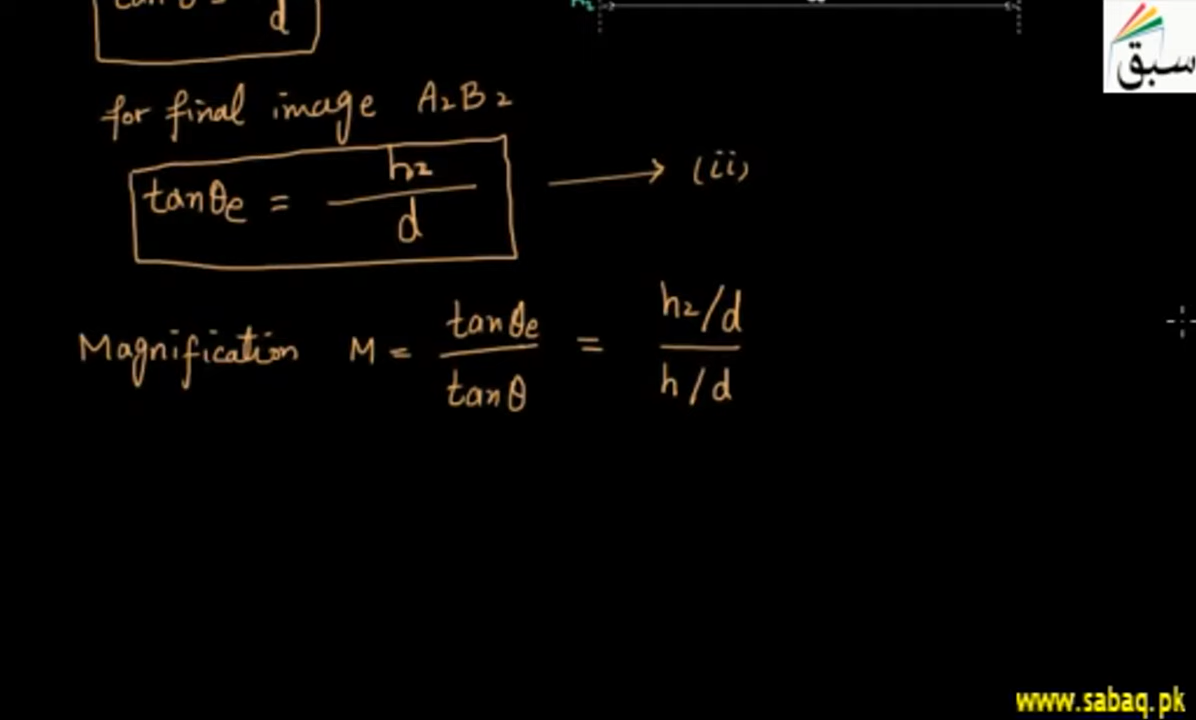 d
for final image A₂B₂
tanθe = h₂/d → (ii)
Magnification M = tanθe/tanθ = h₂/d / h/d
سبق
www.sabaq.pk